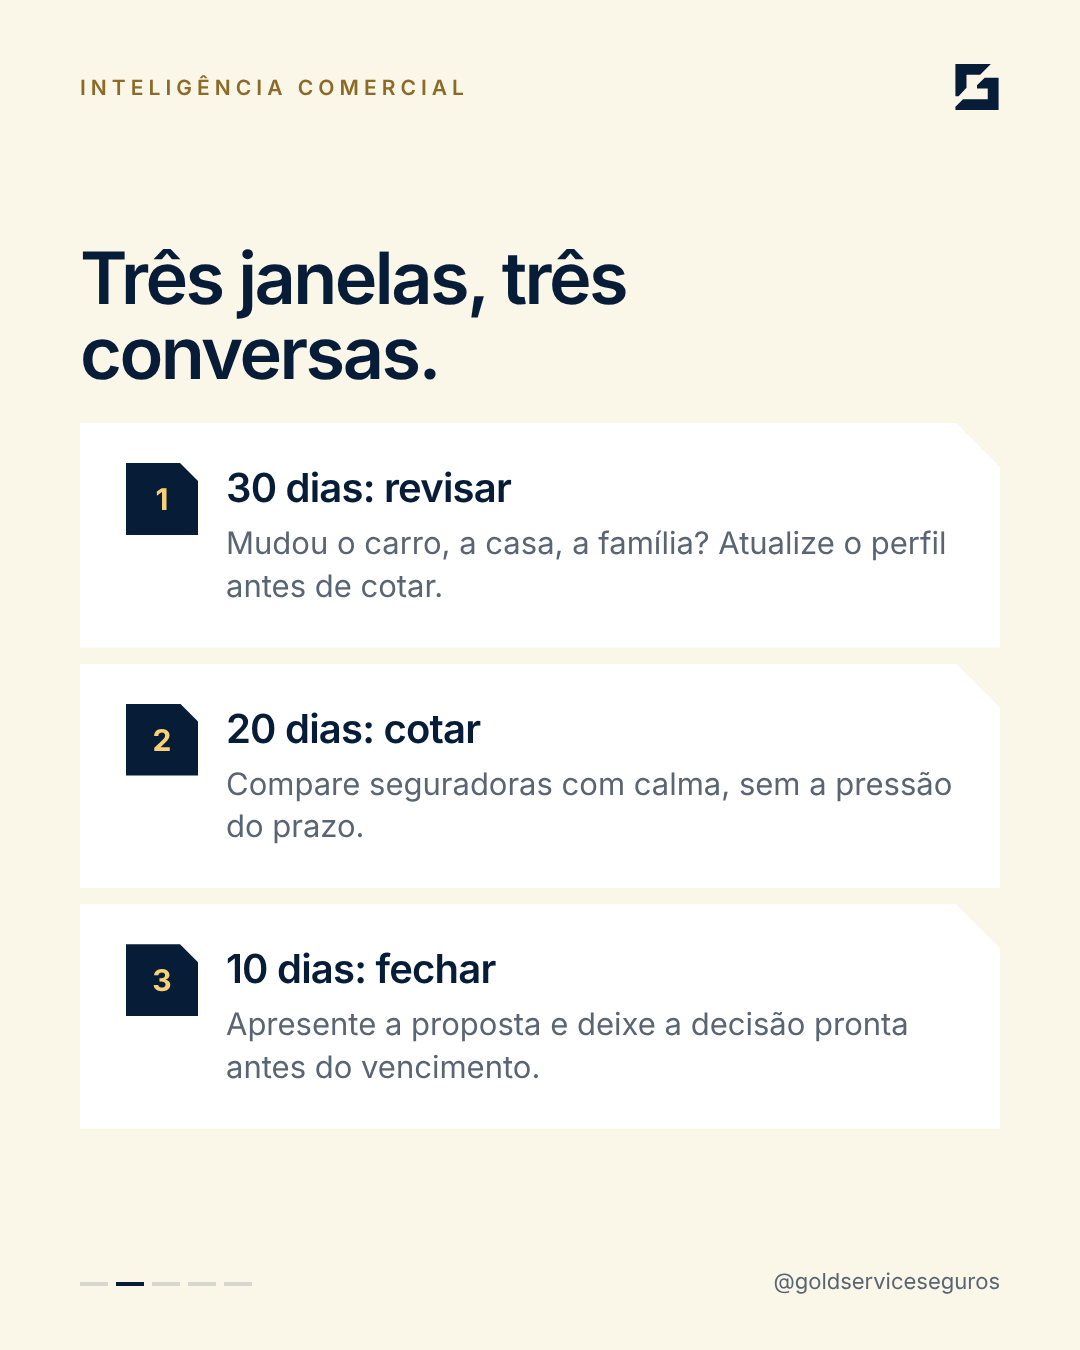 INTELIGÊNCIA COMERCIAL
Três janelas, três
conversas.
1
30 dias: revisar
Mudou o carro, a casa, a família? Atualize o perfil
antes de cotar.
2
20 dias: cotar
Compare seguradoras com calma, sem a pressão
do prazo.
3
10 dias: fechar
Apresente a proposta e deixe a decisão pronta
antes do vencimento.
@goldserviceseguros